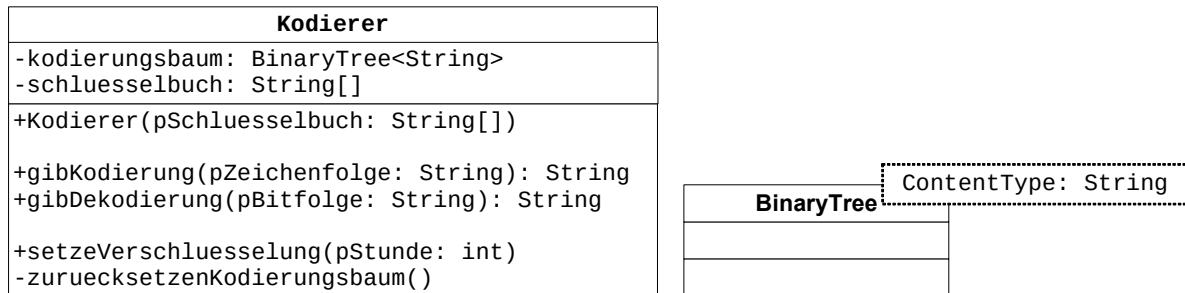 Kodierer
-kodierungsbaum: BinaryTree<String>
-schluesselbuch: String[]
+Kodierer(pSchluesselbuch: String[])
+gibKodierung(pZeichenfolge: String): String
+gibDekodierung(pBitfolge: String): String
+setzeVerschluesselung(pStunde: int)
-zuruecksetzenKodierungsbaum()
ContentType: String
BinaryTree